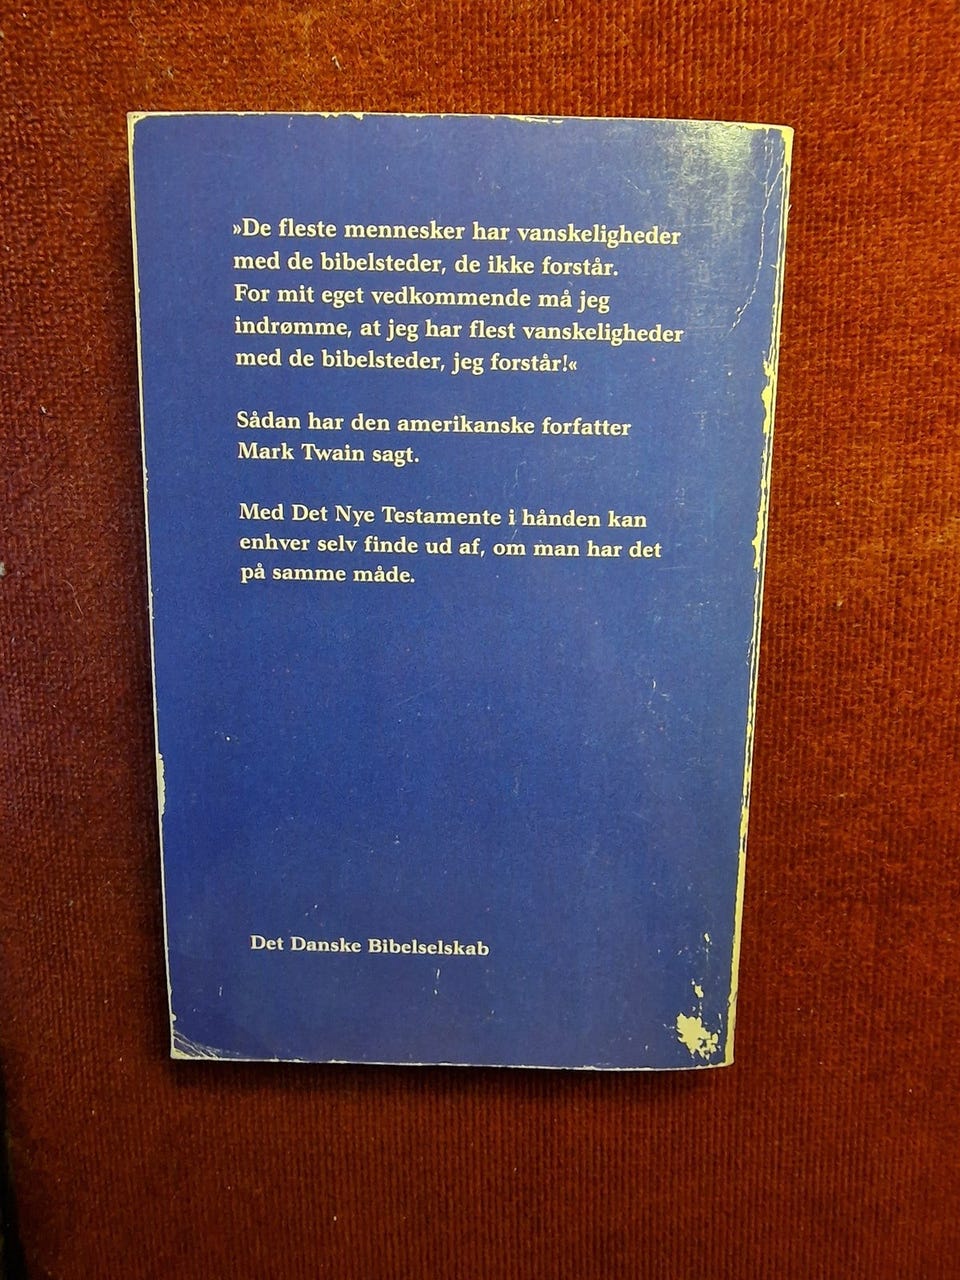 »De fleste mennesker har vanskeligheder
med de bibelsteder, de ikke forstår.
For mit eget vedkommende må jeg
indrømme, at jeg har flest vanskeligheder
med de bibelsteder, jeg forstår!«
Sådan har den amerikanske forfatter
Mark Twain sagt.
Med Det Nye Testamente i hånden kan
enhver selv finde ud af, om man har det
på samme måde.
Det Danske Bibelselskab